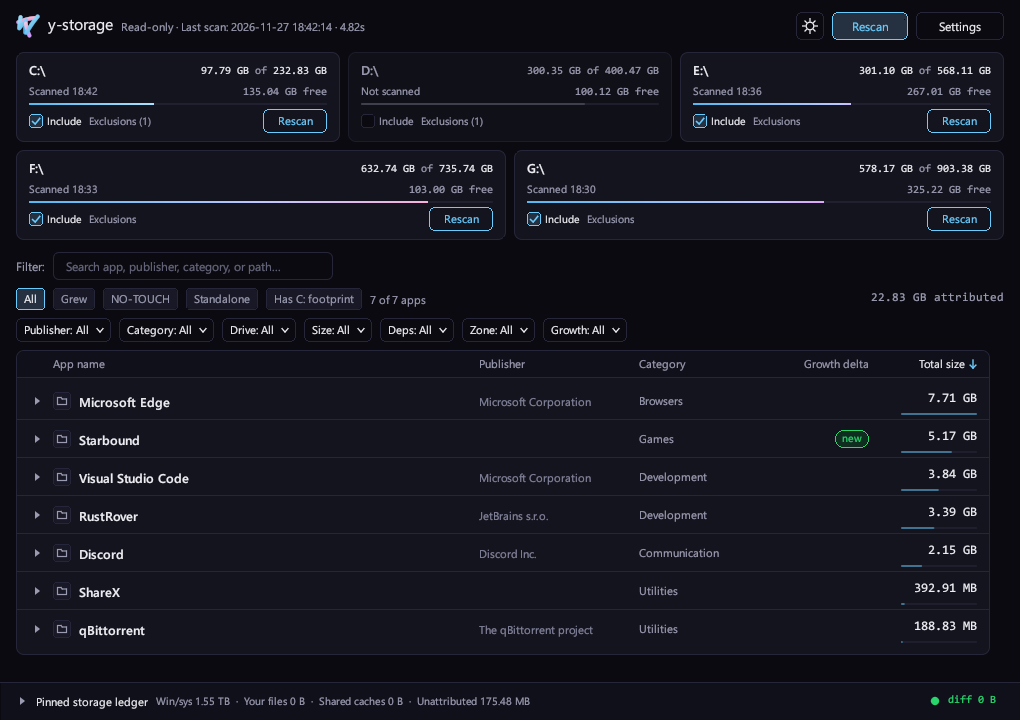 y-storage Read-only · Last scan: 2026-11-27 18:42:14 · 4.82s Rescan Settings
C:\ 97.79 GB of 232.83 GB
Scanned 18:42 135.04 GB free
Include Exclusions (1) Rescan
D:\ 300.35 GB of 400.47 GB
Not scanned 100.12 GB free
Include Exclusions (1)
E:\ 301.10 GB of 568.11 GB
Scanned 18:36 267.01 GB free
Include Exclusions Rescan
F:\ 632.74 GB of 735.74 GB
Scanned 18:33 103.00 GB free
Include Exclusions Rescan
G:\ 578.17 GB of 903.38 GB
Scanned 18:30 325.22 GB free
Include Exclusions Rescan
Filter: Search app, publisher, category, or path...
All Grew NO-TOUCH Standalone Has C: footprint 7 of 7 apps 22.83 GB attributed
Publisher: All Category: All Drive: All Size: All Deps: All Zone: All Growth: All
App name Publisher Category Growth delta Total size ↓
Microsoft Edge Microsoft Corporation Browsers 7.71 GB
Starbound Games new 5.17 GB
Visual Studio Code Microsoft Corporation Development 3.84 GB
RustRover JetBrains s.r.o. Development 3.39 GB
Discord Discord Inc. Communication 2.15 GB
ShareX Utilities 392.91 MB
qBittorrent The qBittorrent project Utilities 188.83 MB
Pinned storage ledger Win/sys 1.55 TB · Your files 0 B · Shared caches 0 B · Unattributed 175.48 MB diff 0 B